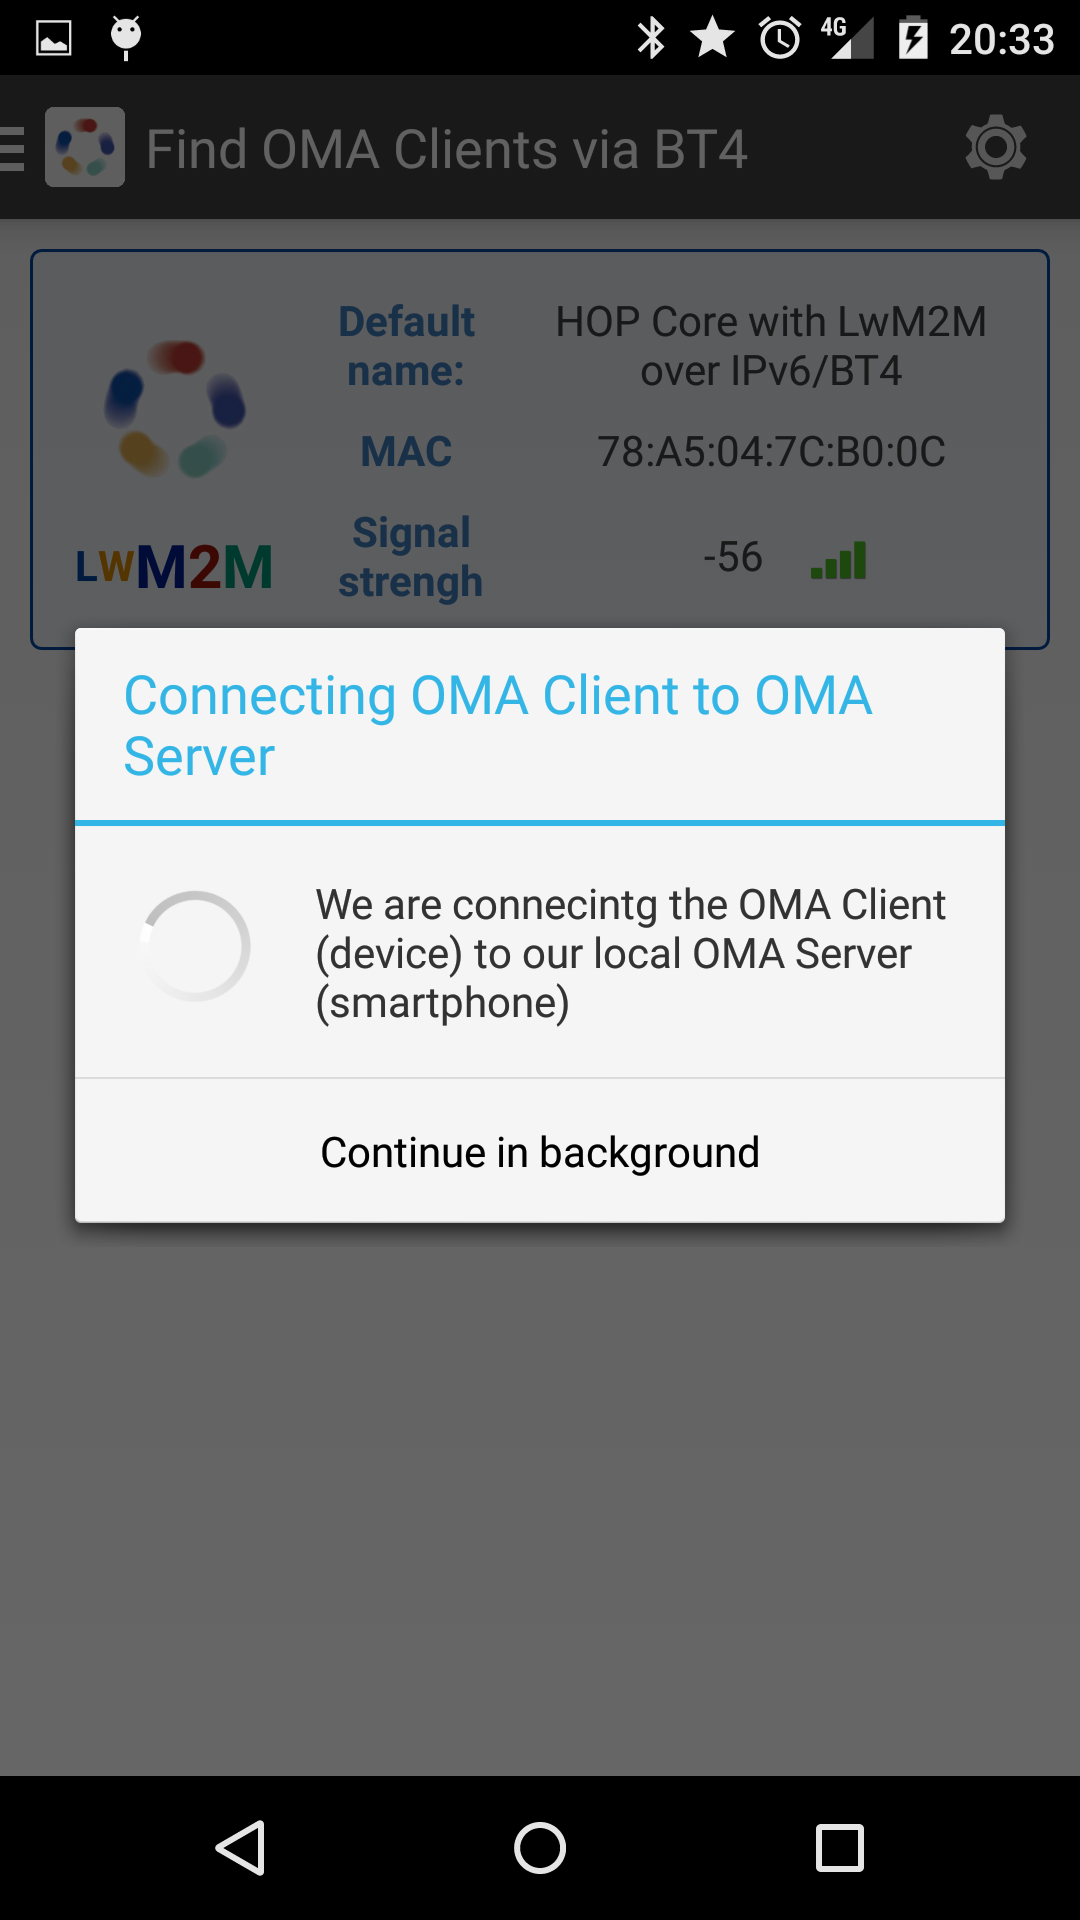 4G 20:33
Find OMA Clients via BT4
Default name:
HOP Core with LwM2M
over IPv6/BT4
MAC
78:A5:04:7C:B0:0C
LWM2M
Signal
strengh
-56
Connecting OMA Client to OMA
Server
We are connecintg the OMA Client
(device) to our local OMA Server
(smartphone)
Continue in background